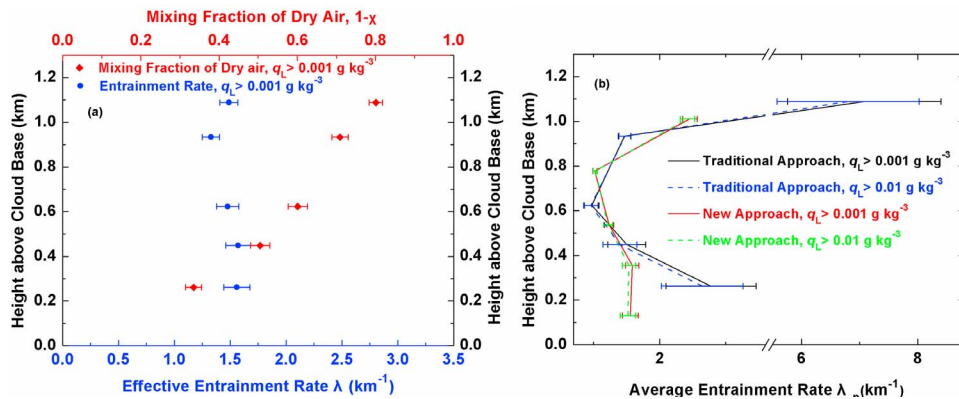 Mixing Fraction of Dry Air, 1-χ
0.0 0.2 0.4 0.6 0.8 1.0
Mixing Fraction of Dry air, qL> 0.001 g kg-3
Entrainment Rate, qL> 0.001 g kg-3
(a)
Height above Cloud Base (km)
1.2
1.0
0.8
0.6
0.4
0.2
0.0
0.0 0.5 1.0 1.5 2.0 2.5 3.0 3.5
Effective Entrainment Rate λ (km-1)
Height above Cloud Base (km)
Height above Cloud Base (km)
1.2
1.0
0.8
0.6
0.4
0.2
0.0
(b)
Traditional Approach, qL> 0.001 g kg-3
Traditional Approach, qL> 0.01 g kg-3
New Approach, qL> 0.001 g kg-3
New Approach, qL> 0.01 g kg-3
2 6 8
Average Entrainment Rate λ (km-1)